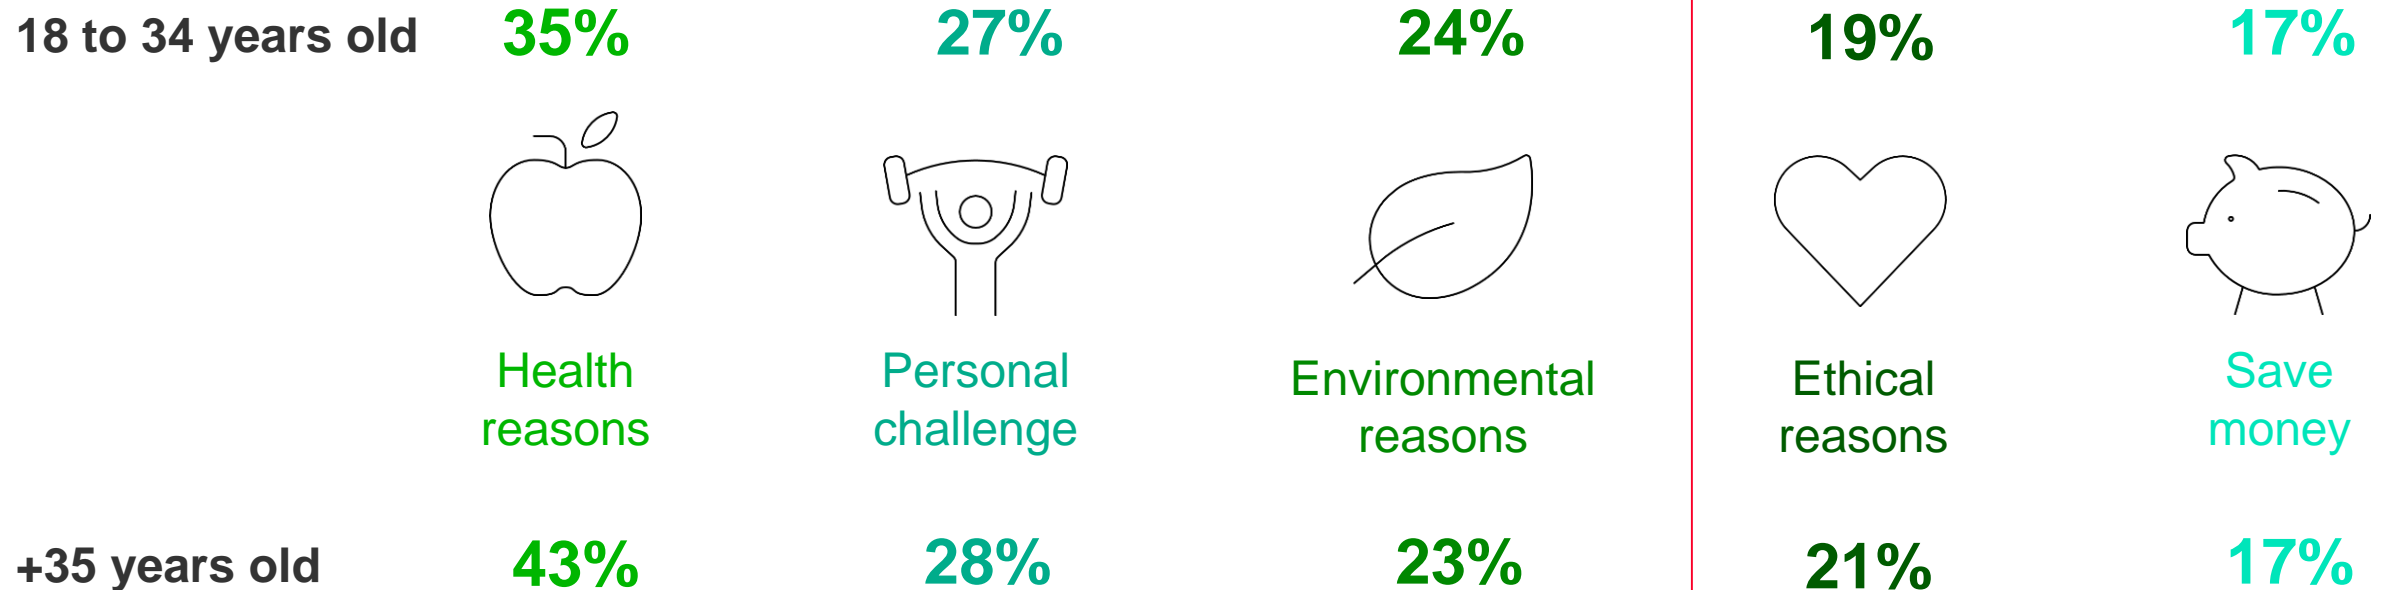 18 to 34 years old 35% 27% 24% 19% 17%
Health reasons
Personal challenge
Environmental reasons
Ethical reasons
Save money
+35 years old 43% 28% 23% 21% 17%